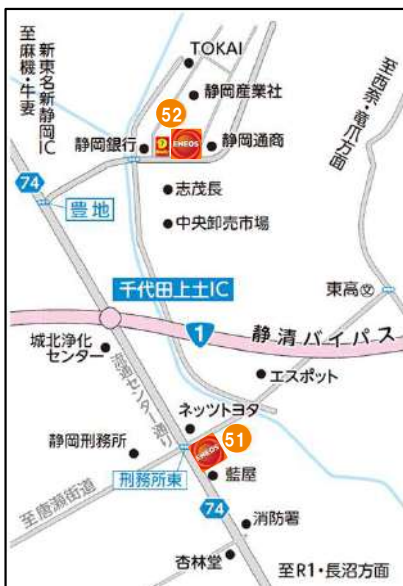 TOKAI
至麻機・牛妻
新東名新静岡IC
至西奈・竜爪方面
静岡産業社
52
静岡銀行
ENEOS
静岡通商
74
志茂長
豊地
中央卸売市場
千代田上土IC
東高文
1
静清バイパス
城北浄化
センター
流通センター通り
エスポット
ネッツトヨタ
51
静岡刑務所
ENEOS
刑務所東
藍屋
至唐瀬街道
74
消防署
杏林堂
至R1・長沼方面